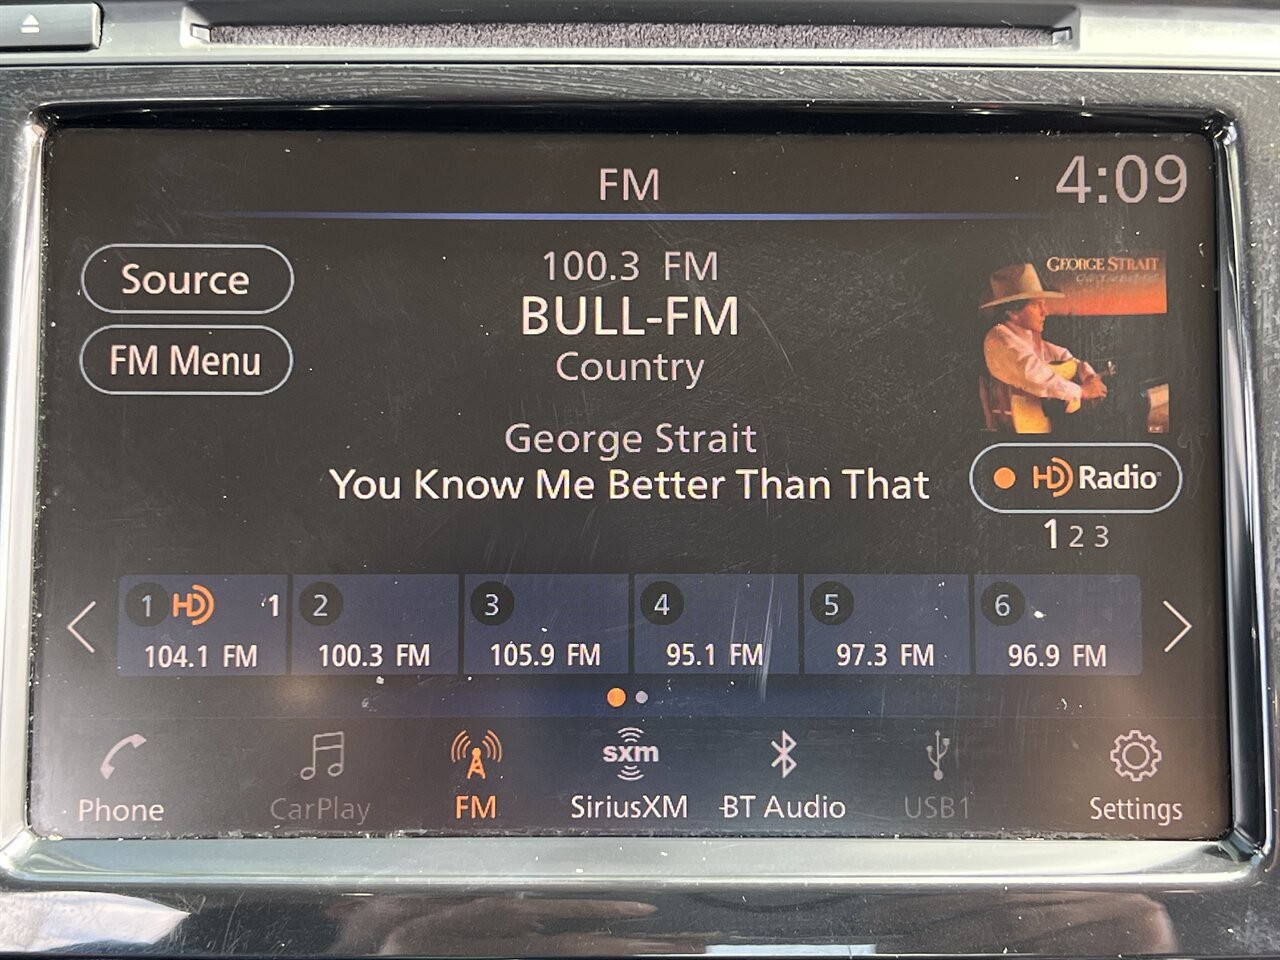 FM
4:09
Source
FM Menu
100.3 FM
BULL-FM
Country
George Strait
You Know Me Better Than That
GEORGE STRAIT
HD Radio
1 2 3
1 HD 1
104.1 FM
2
100.3 FM
3
105.9 FM
4
95.1 FM
5
97.3 FM
6
96.9 FM
Phone
CarPlay
FM
sxm
SiriusXM
BT Audio
USB1
Settings